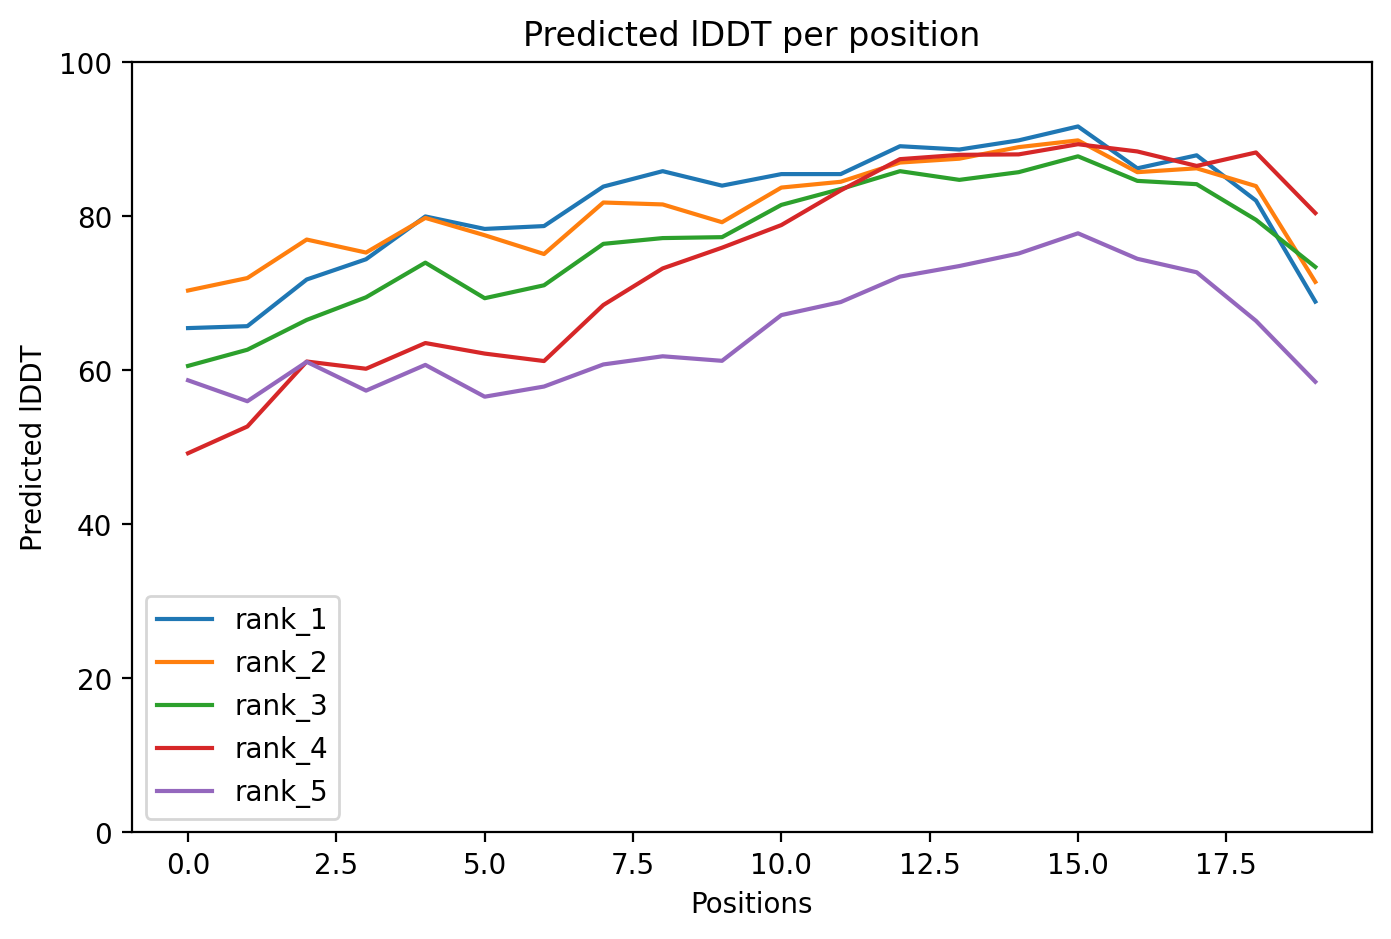 Predicted lDDT per position
100
80
60
40
20
0
Predicted lDDT
rank_1
rank_2
rank_3
rank_4
rank_5
0.0 2.5 5.0 7.5 10.0 12.5 15.0 17.5
Positions